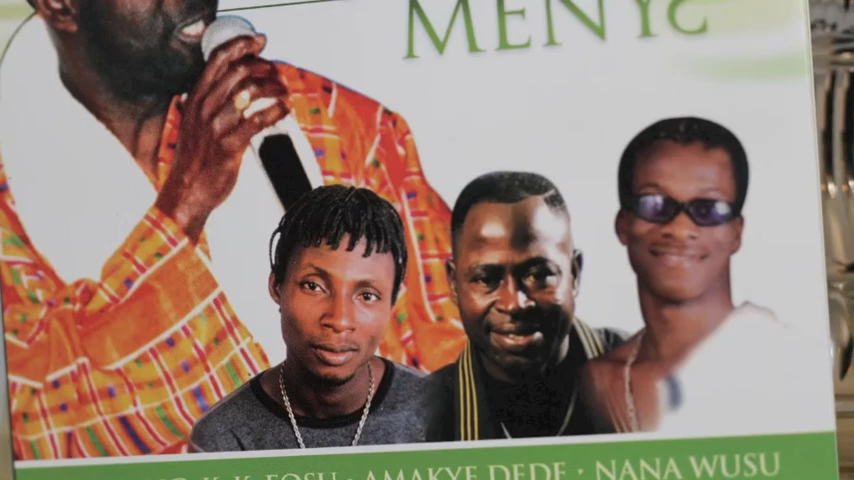 MENYƐ
K.K. FOSU · AMAKYE DEDE · NANA WUSU